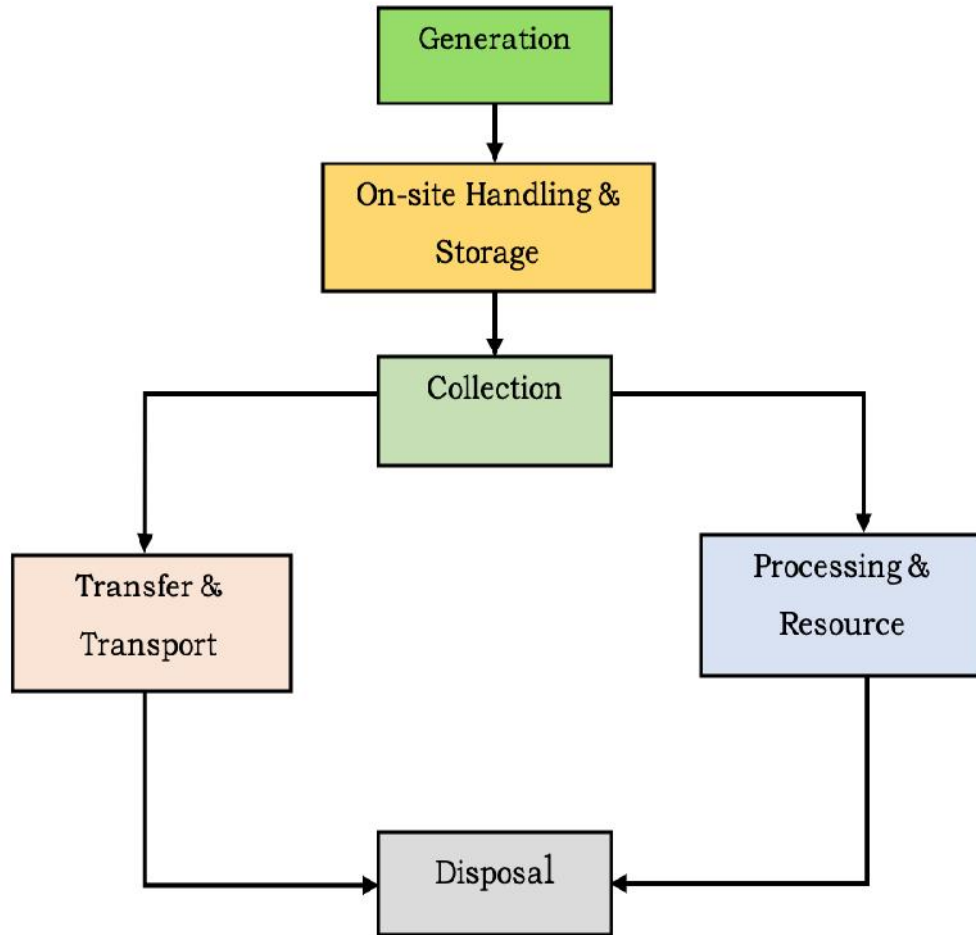 Generation
On-site Handling &
Storage
Collection
Transfer &
Transport
Processing &
Resource
Disposal